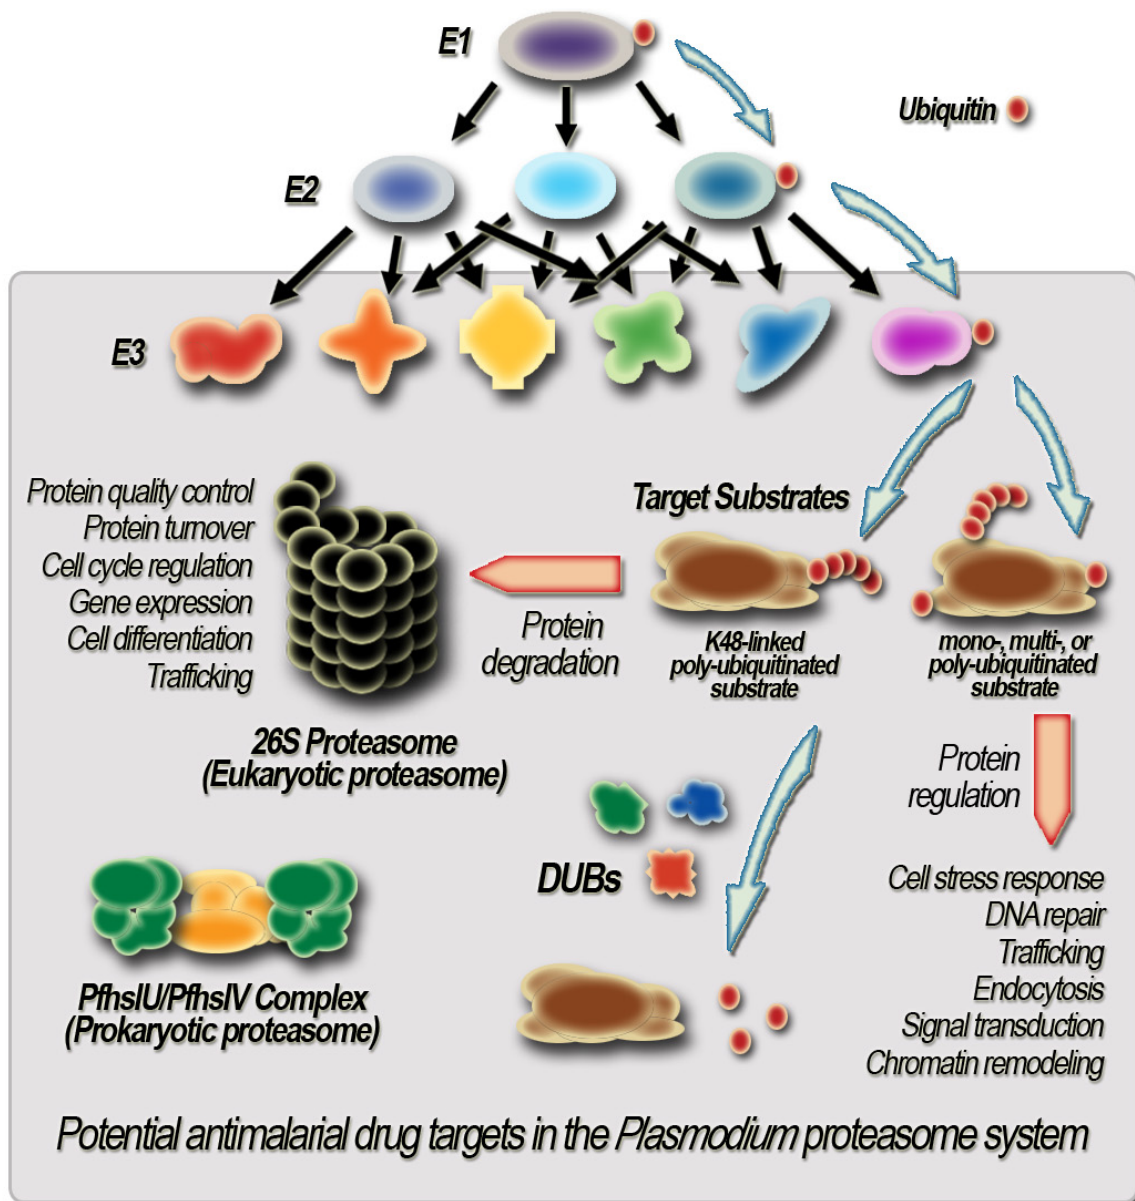 E1
Ubiquitin
E2
E3
Protein quality control
Protein turnover
Cell cycle regulation
Gene expression
Cell differentiation
Trafficking
Target Substrates
Protein
degradation
K48-linked
poly-ubiquitinated
substrate
mono-, multi-, or
poly-ubiquitinated
substrate
26S Proteasome
(Eukaryotic proteasome)
Protein
regulation
DUBs
PfhslU/PfhslV Complex
(Prokaryotic proteasome)
Cell stress response
DNA repair
Trafficking
Endocytosis
Signal transduction
Chromatin remodeling
Potential antimalarial drug targets in the Plasmodium proteasome system